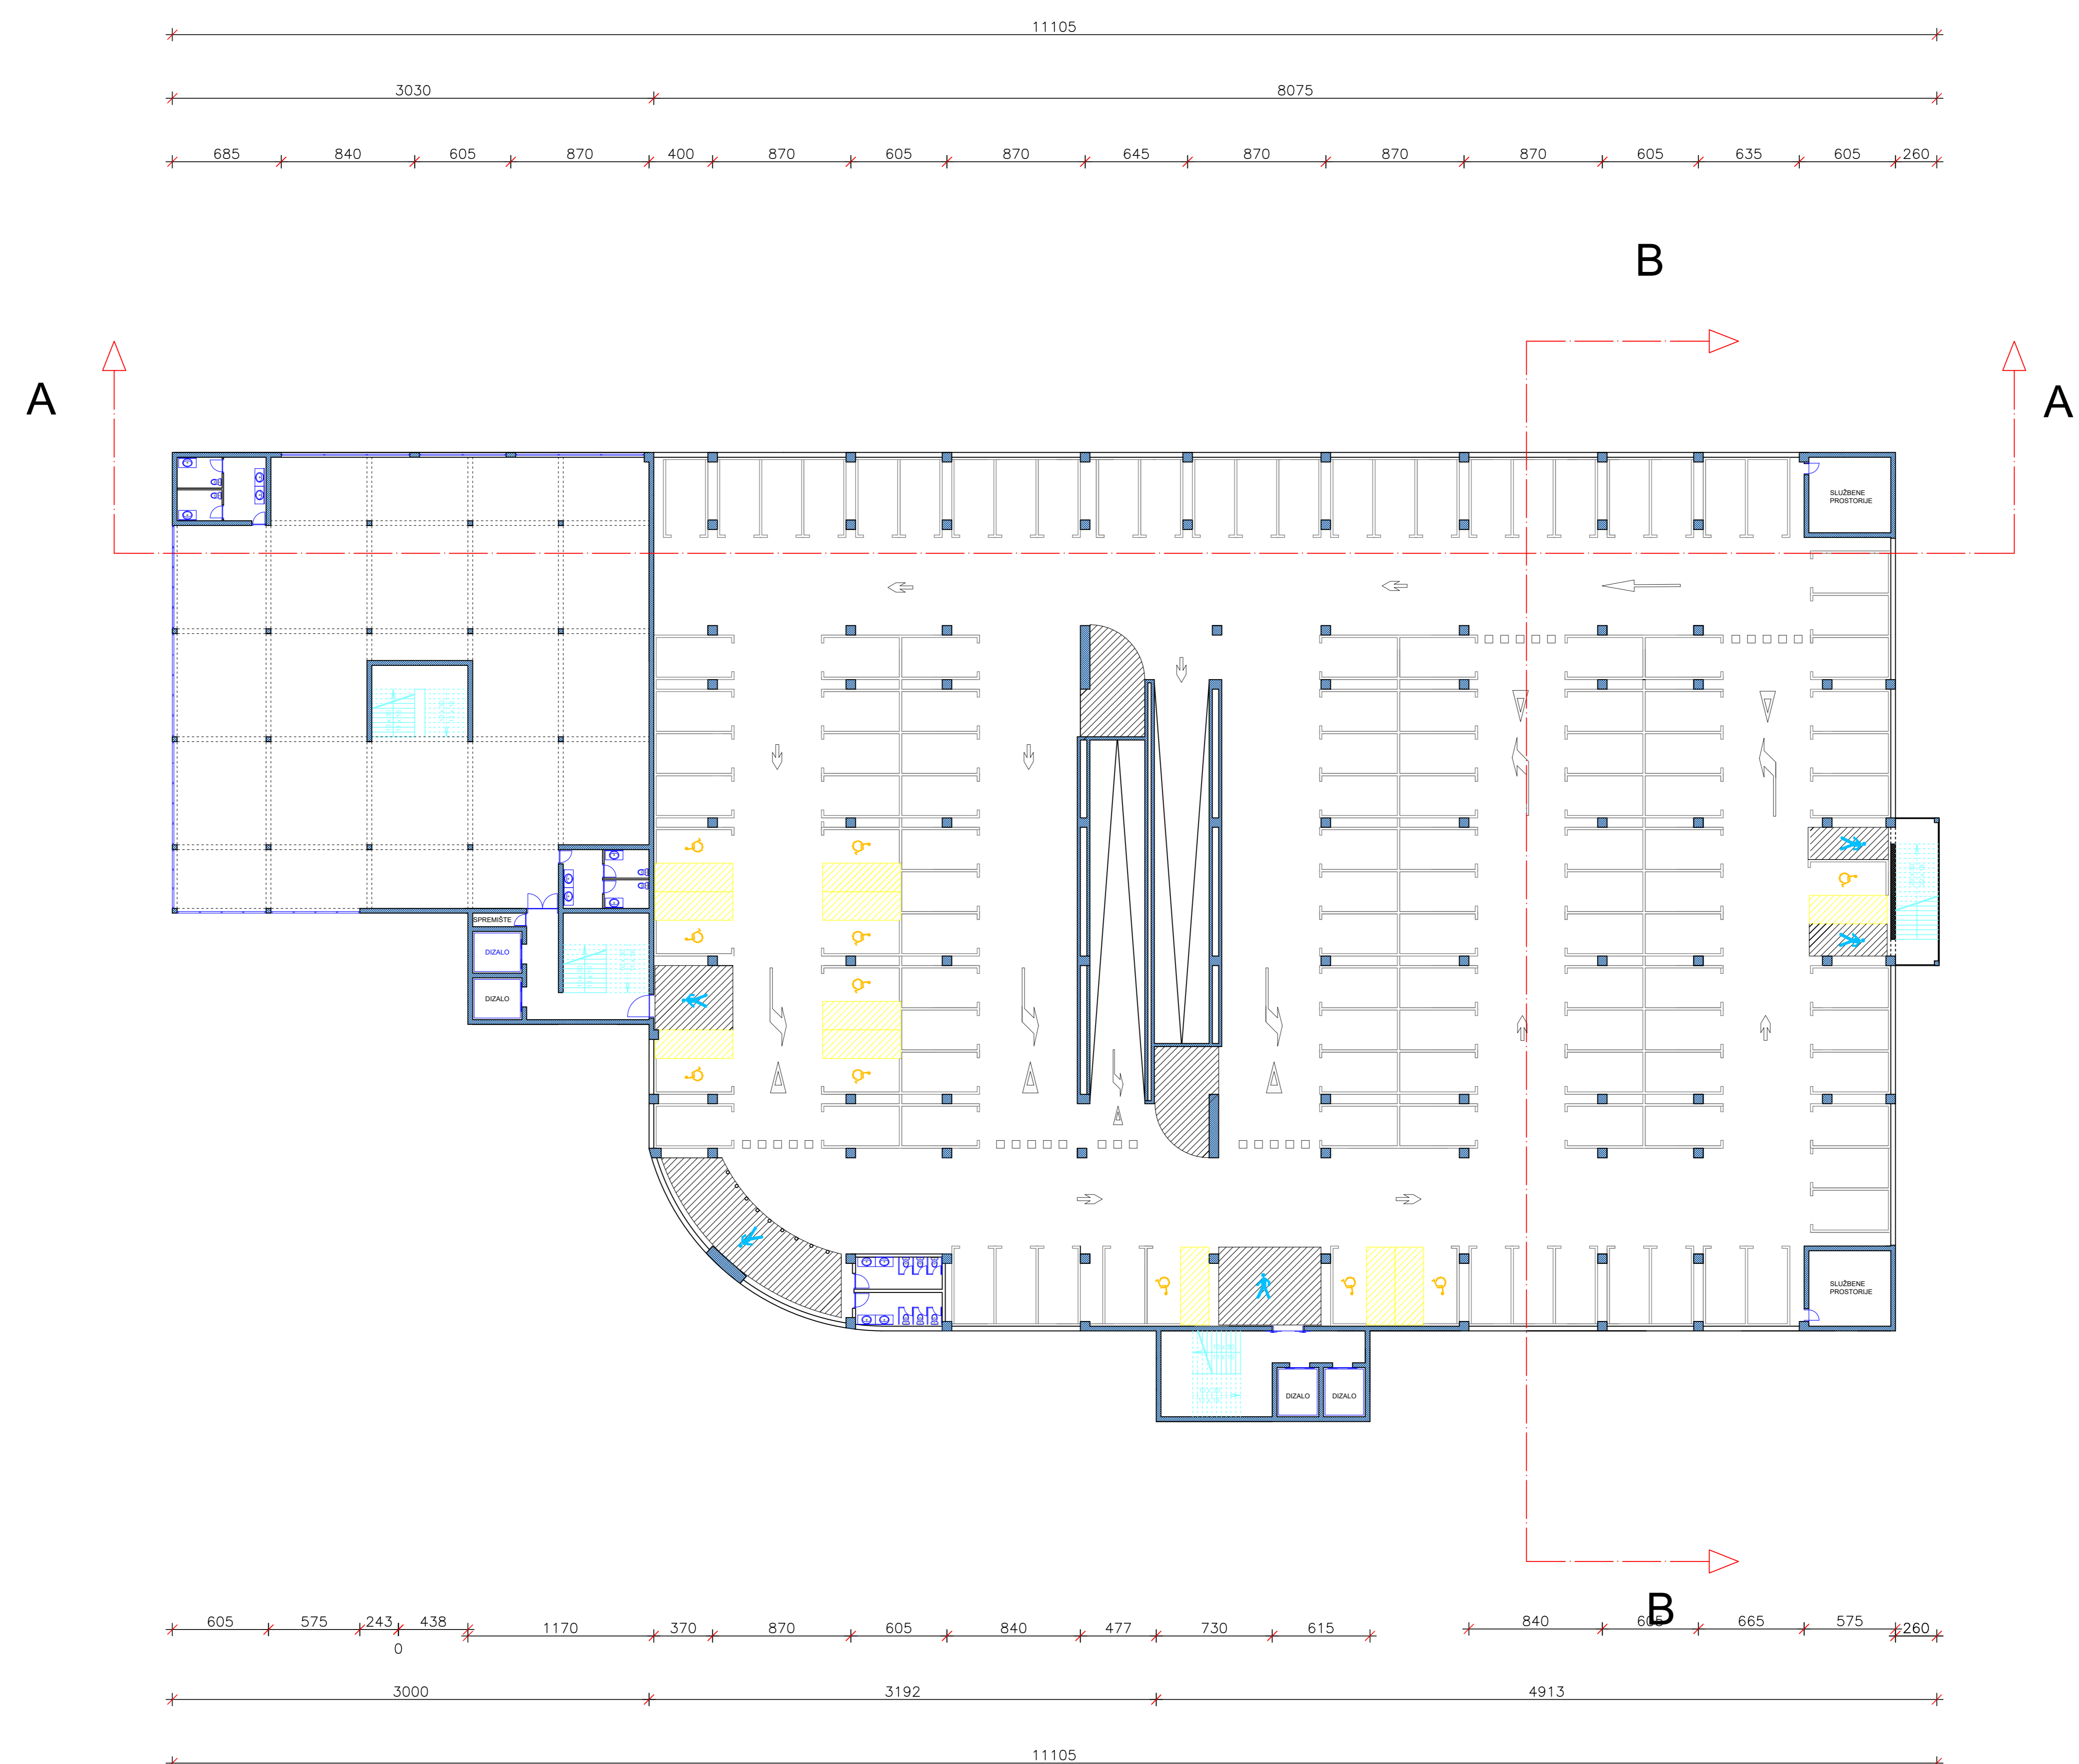 11105
3030 8075
685 840 605 870 400 870 605 870 645 870 870 870 605 635 605 260
B
A A
SLUŽBENE
PROSTORIJE
SPREMIŠTE
DIZALO
DIZALO
SLUŽBENE
PROSTORIJE
DIZALO DIZALO
B
605 575 243 438 1170 370 870 605 840 477 730 615 840 605 665 575 260
0
3000 3192 4913
11105